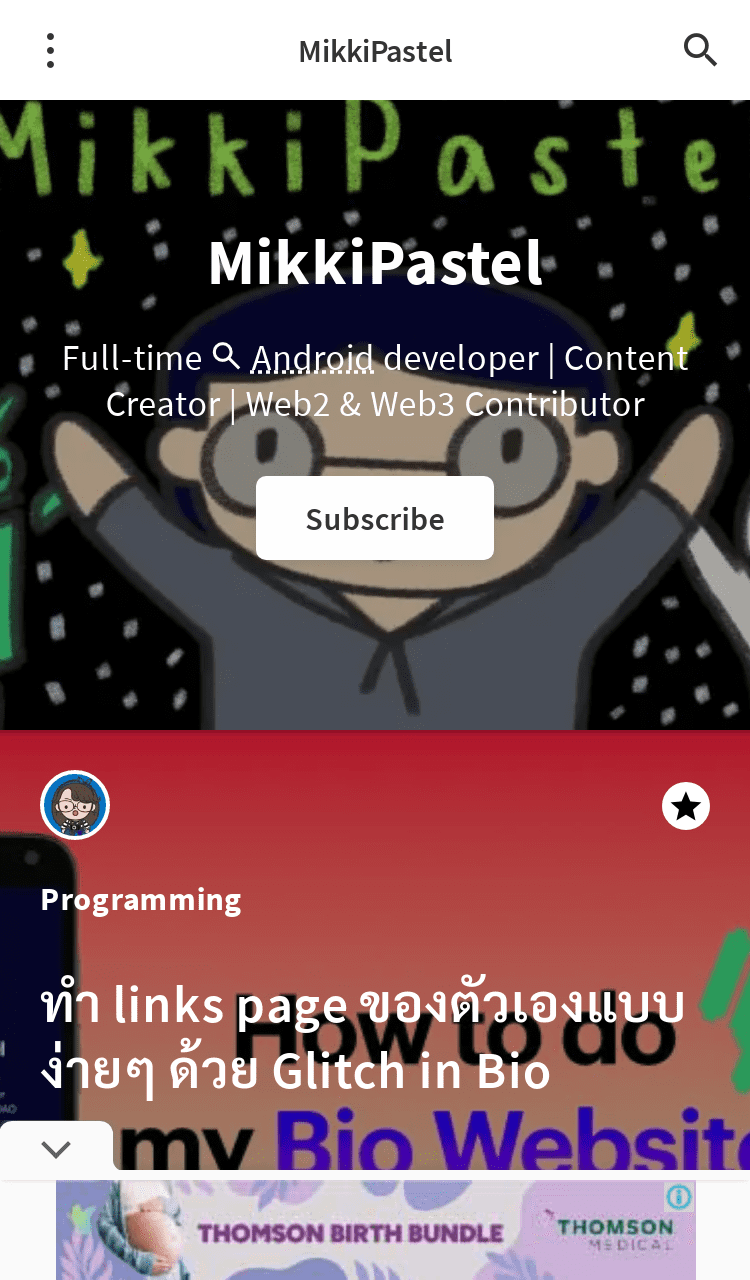 MikkiPastel
MikkiPaste
MikkiPastel
Full-time Android developer | Content
Creator | Web2 & Web3 Contributor
Subscribe
Programming
ทำ links page ของตัวเองแบบ
ง่ายๆ ด้วย Glitch in Bio
How to do
my Bio Website
THOMSON BIRTH BUNDLE
THOMSON
MEDICAL